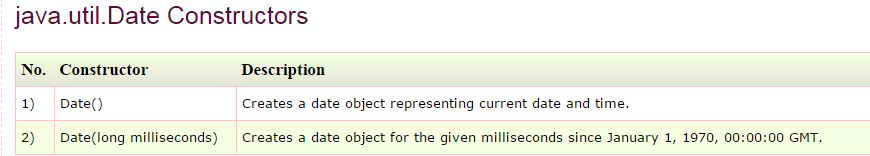 java.util.Date Constructors
No. Constructor Description
1) Date() Creates a date object representing current date and time.
2) Date(long milliseconds) Creates a date object for the given milliseconds since January 1, 1970, 00:00:00 GMT.